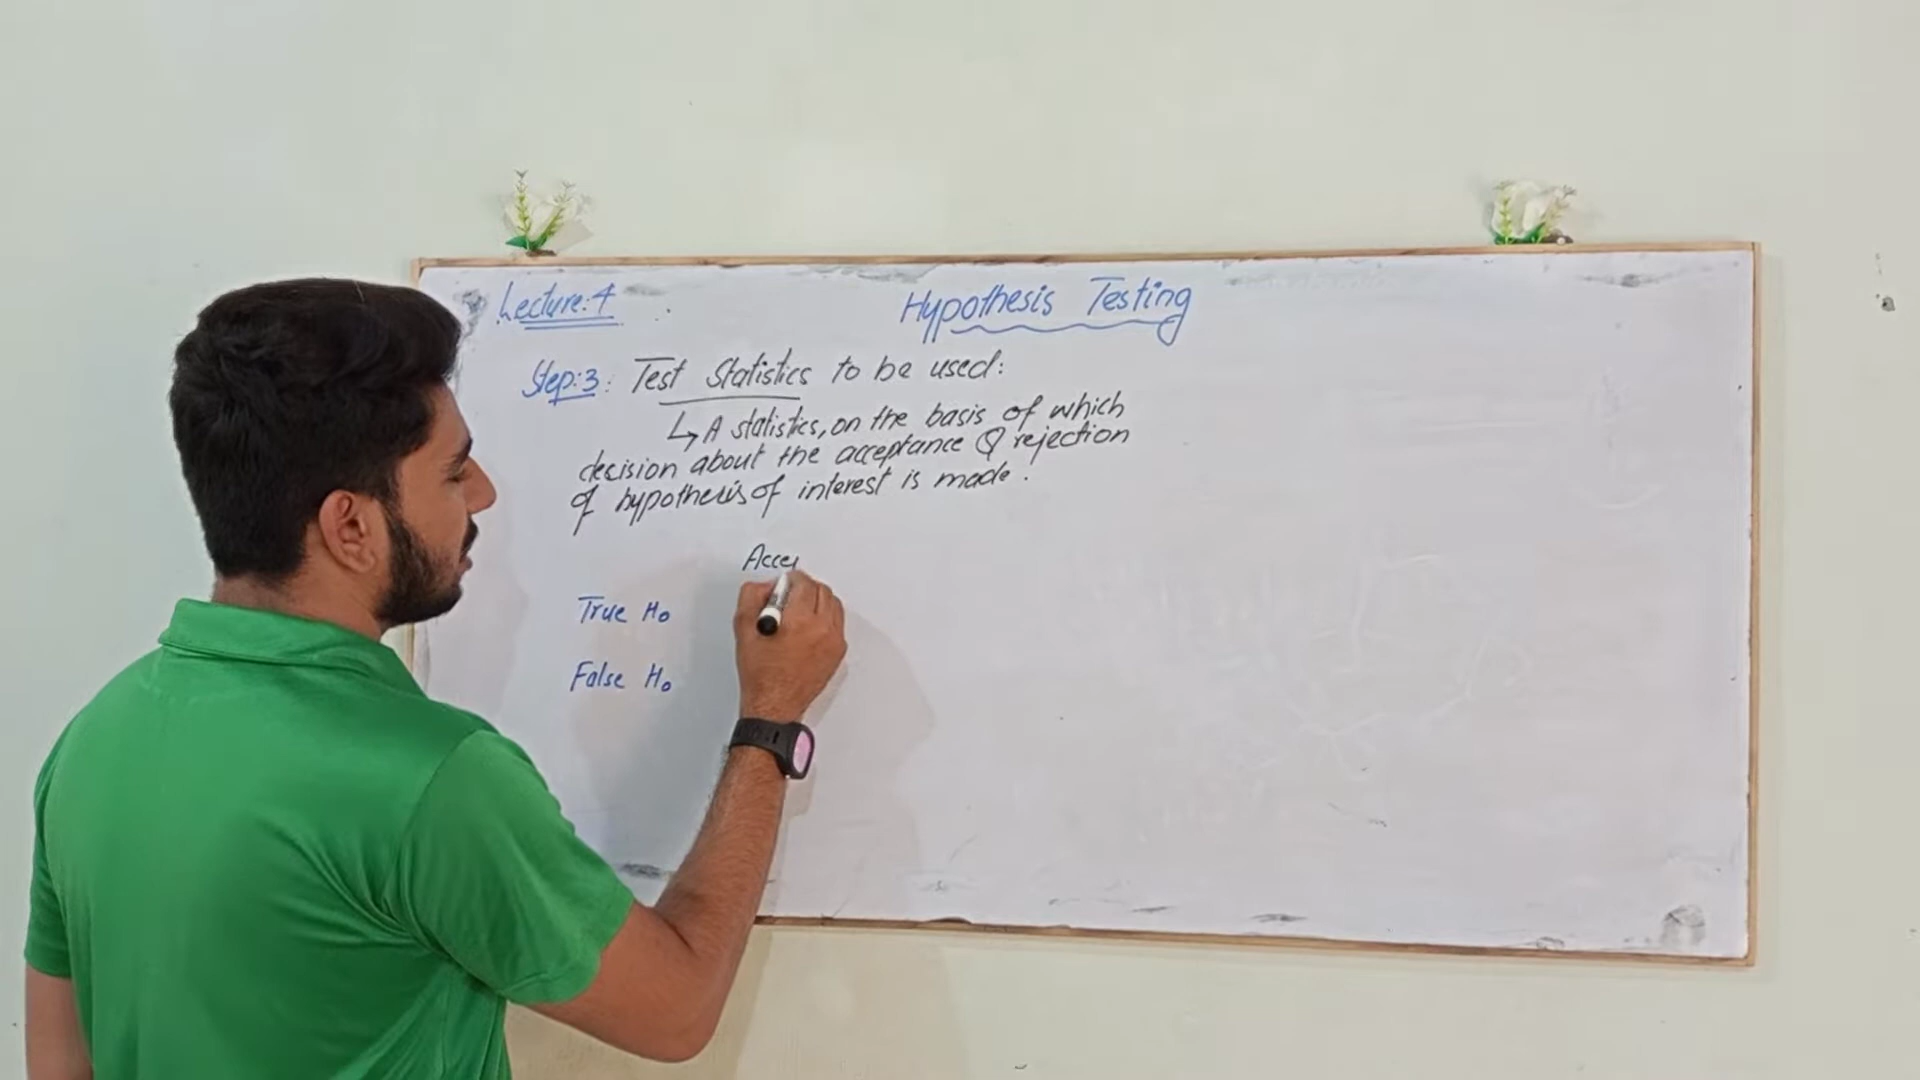 Lecture:4
Hypothesis Testing
Step:3: Test Statistics to be used:
↳ A statistics, on the basis of which
decision about the acceptance & rejection
of hypothesis of interest is made.
Acce
True H₀
False H₀